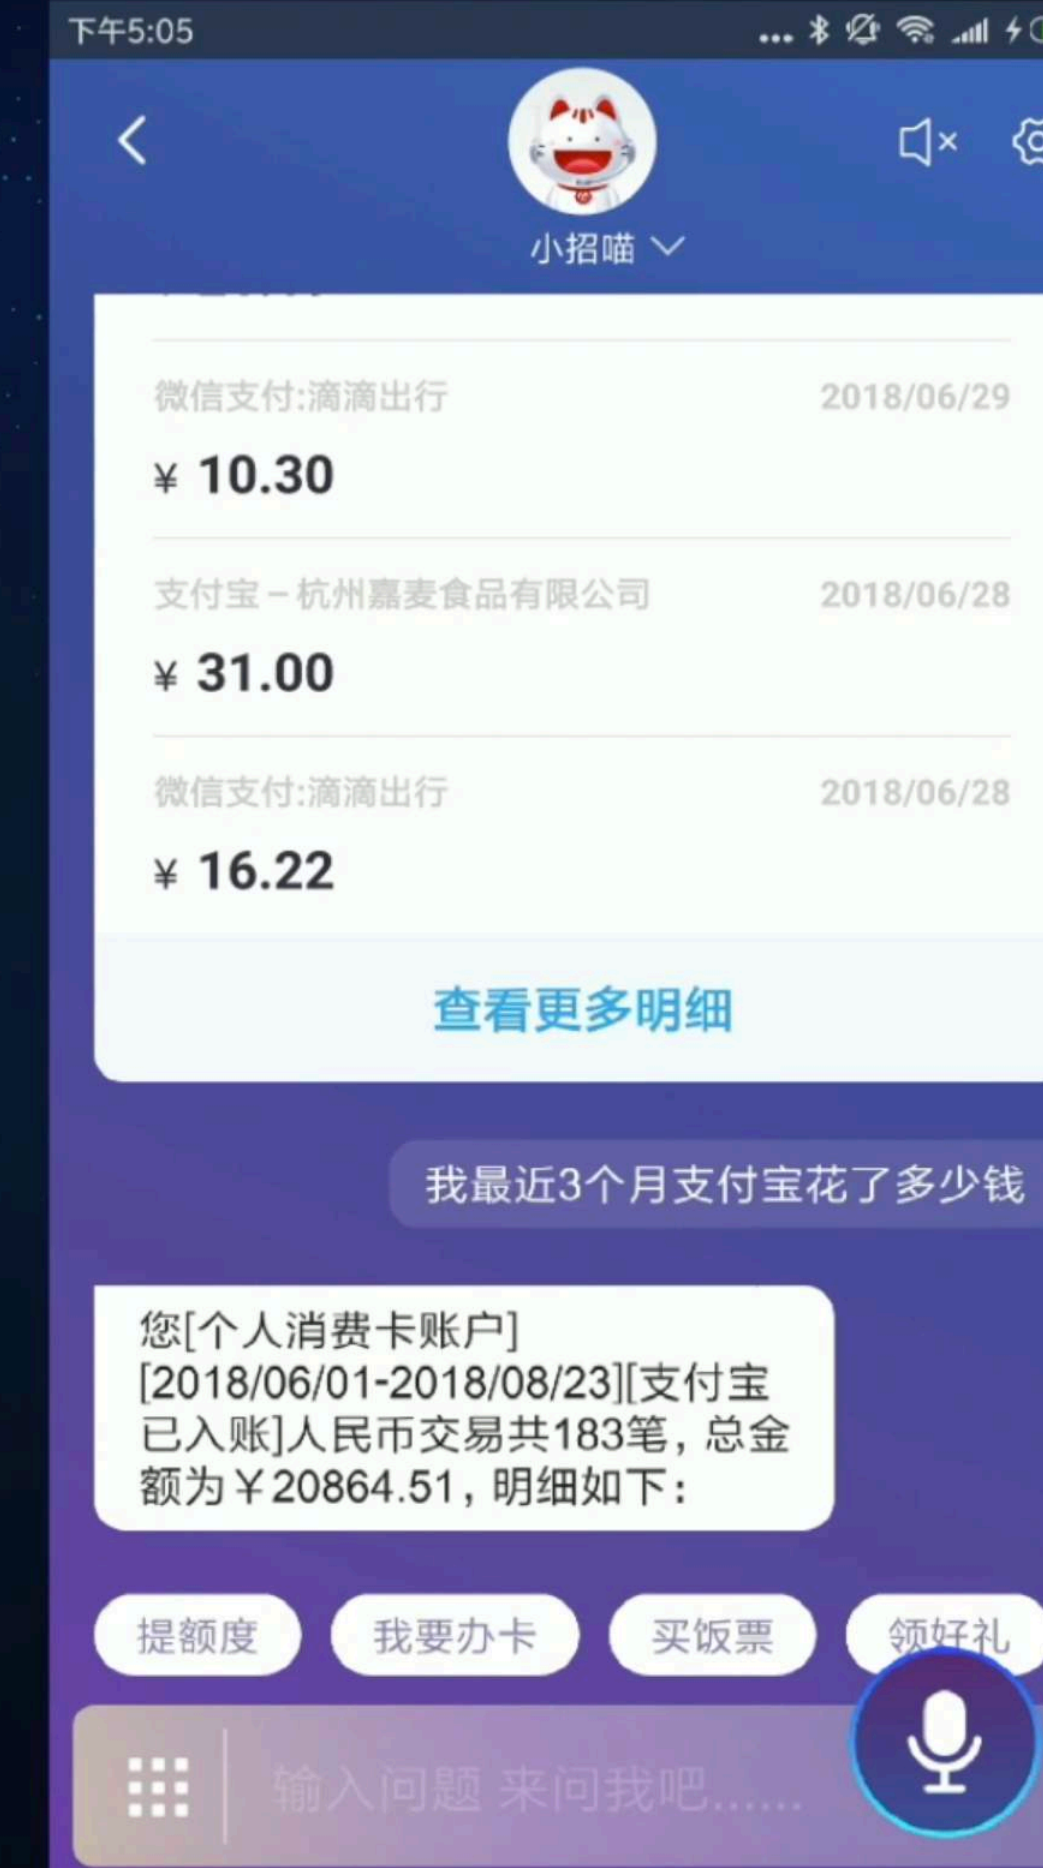 下午5:05
小招喵
微信支付:滴滴出行 2018/06/29
¥ 10.30
支付宝－杭州嘉麦食品有限公司 2018/06/28
¥ 31.00
微信支付:滴滴出行 2018/06/28
¥ 16.22
查看更多明细
我最近3个月支付宝花了多少钱
您[个人消费卡账户]
[2018/06/01-2018/08/23][支付宝
已入账]人民币交易共183笔，总金
额为￥20864.51，明细如下：
提额度 我要办卡 买饭票 领好礼
输入问题 来问我吧......